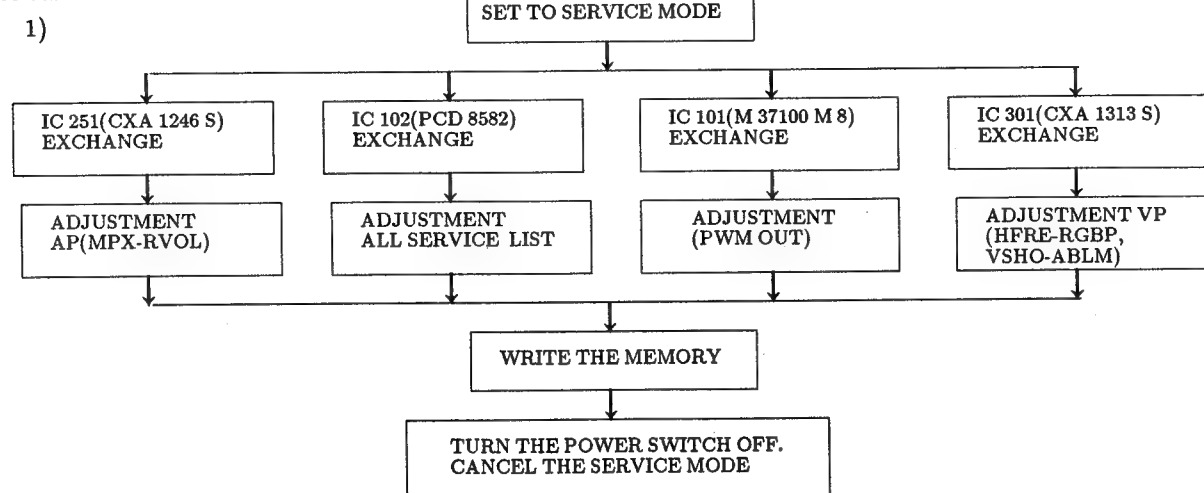 SET TO SERVICE MODE
1)
IC 251(CXA 1246 S)
EXCHANGE
IC 102(PCD 8582)
EXCHANGE
IC 101(M 37100 M 8)
EXCHANGE
IC 301(CXA 1313 S)
EXCHANGE
ADJUSTMENT
AP(MPX-RVOL)
ADJUSTMENT
ALL SERVICE LIST
ADJUSTMENT
(PWM OUT)
ADJUSTMENT VP
(HFRE-RGBP,
VSHO-ABLM)
WRITE THE MEMORY
TURN THE POWER SWITCH OFF.
CANCEL THE SERVICE MODE